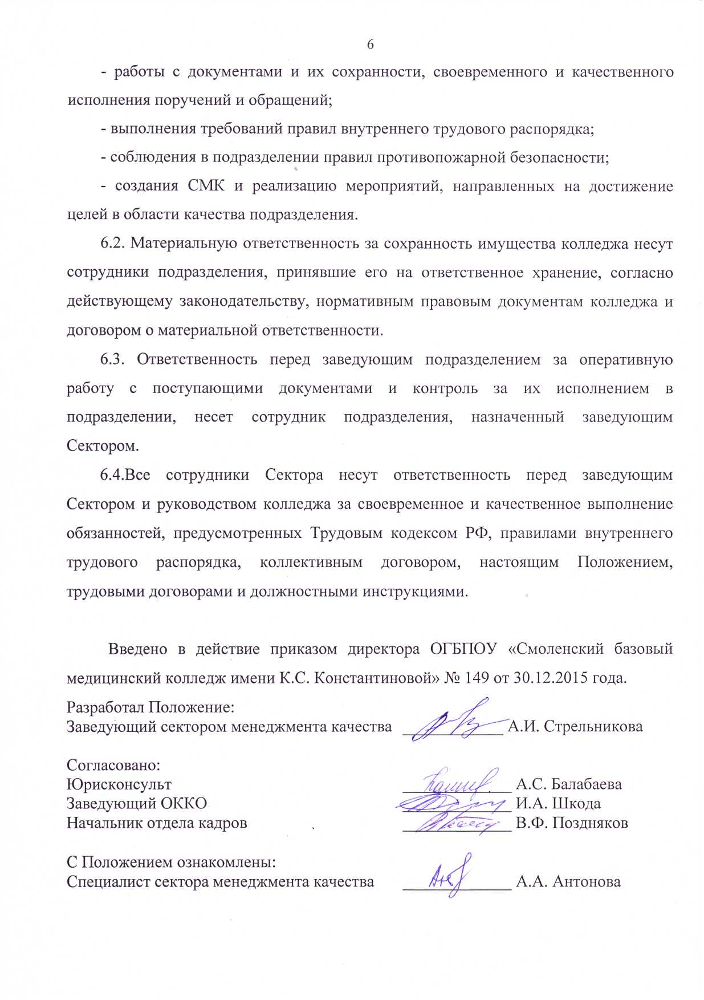 6
- работы с документами и их сохранности, своевременного и качественного
исполнения поручений и обращений;
- выполнения требований правил внутреннего трудового распорядка;
- соблюдения в подразделении правил противопожарной безопасности;
- создания СМК и реализацию мероприятий, направленных на достижение
целей в области качества подразделения.
6.2. Материальную ответственность за сохранность имущества колледжа несут
сотрудники подразделения, принявшие его на ответственное хранение, согласно
действующему законодательству, нормативным правовым документам колледжа и
договором о материальной ответственности.
6.3. Ответственность перед заведующим подразделением за оперативную
работу с поступающими документами и контроль за их исполнением в
подразделении, несет сотрудник подразделения, назначенный заведующим
Сектором.
6.4.Все сотрудники Сектора несут ответственность перед заведующим
Сектором и руководством колледжа за своевременное и качественное выполнение
обязанностей, предусмотренных Трудовым кодексом РФ, правилами внутреннего
трудового распорядка, коллективным договором, настоящим Положением,
трудовыми договорами и должностными инструкциями.
Введено в действие приказом директора ОГБПОУ «Смоленский базовый
медицинский колледж имени К.С. Константиновой» № 149 от 30.12.2015 года.
Разработал Положение:
Заведующий сектором менеджмента качества А.И. Стрельникова
Согласовано:
Юрисконсульт А.С. Балабаева
Заведующий ОККО И.А. Шкода
Начальник отдела кадров В.Ф. Поздняков
С Положением ознакомлены:
Специалист сектора менеджмента качества А.А. Антонова